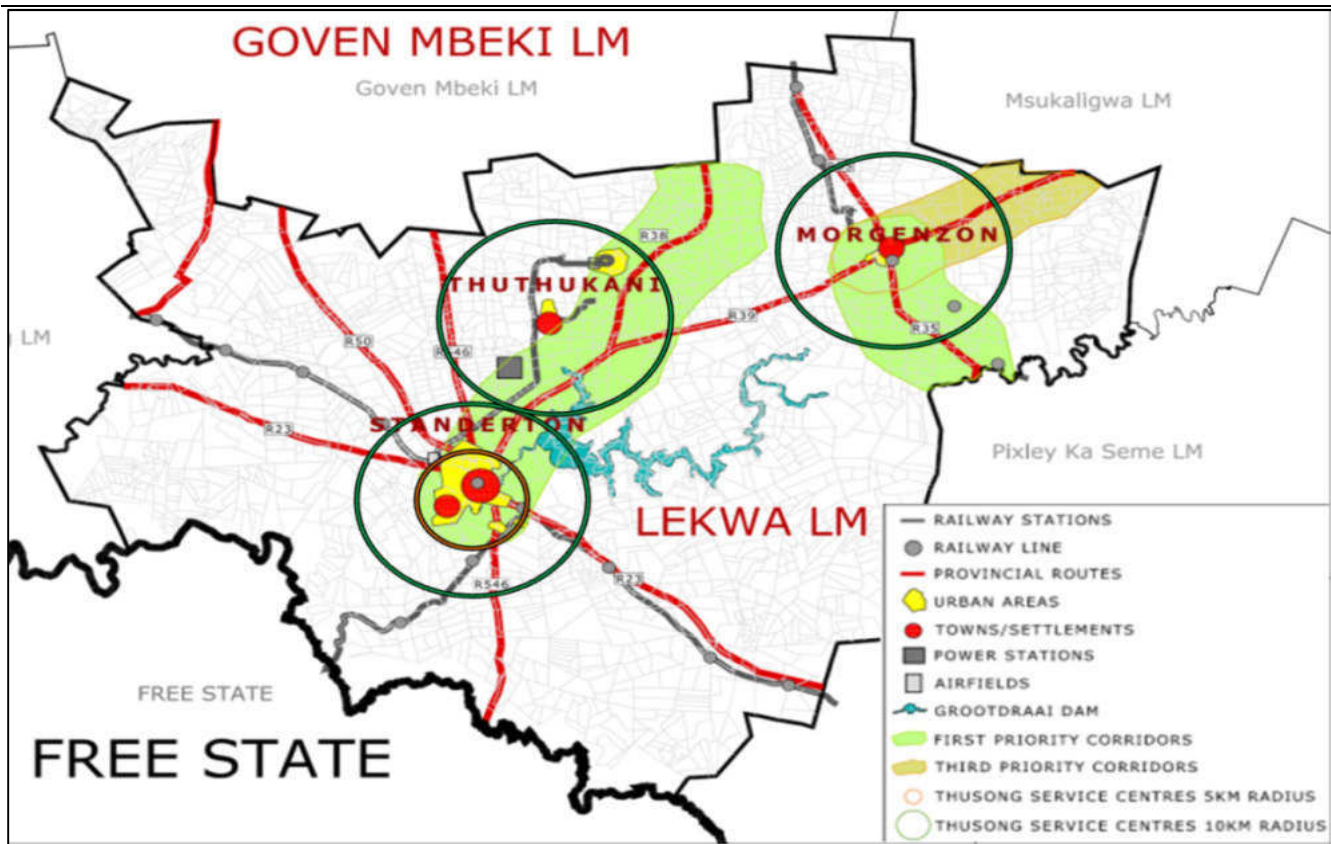 GOVEN MBEKI LM
Goven Mbeki LM
Msukaligwa LM
R38
MORGENZON
THUTHUKANI
R39
R35
LM
R50
R546
STANDERTON
R23
Pixley Ka Seme LM
LEKWA LM
R546
R23
FREE STATE
FREE STATE
RAILWAY STATIONS
RAILWAY LINE
PROVINCIAL ROUTES
URBAN AREAS
TOWNS/SETTLEMENTS
POWER STATIONS
AIRFIELDS
GROOTDRAAI DAM
FIRST PRIORITY CORRIDORS
THIRD PRIORITY CORRIDORS
THUSONG SERVICE CENTRES 5KM RADIUS
THUSONG SERVICE CENTRES 10KM RADIUS